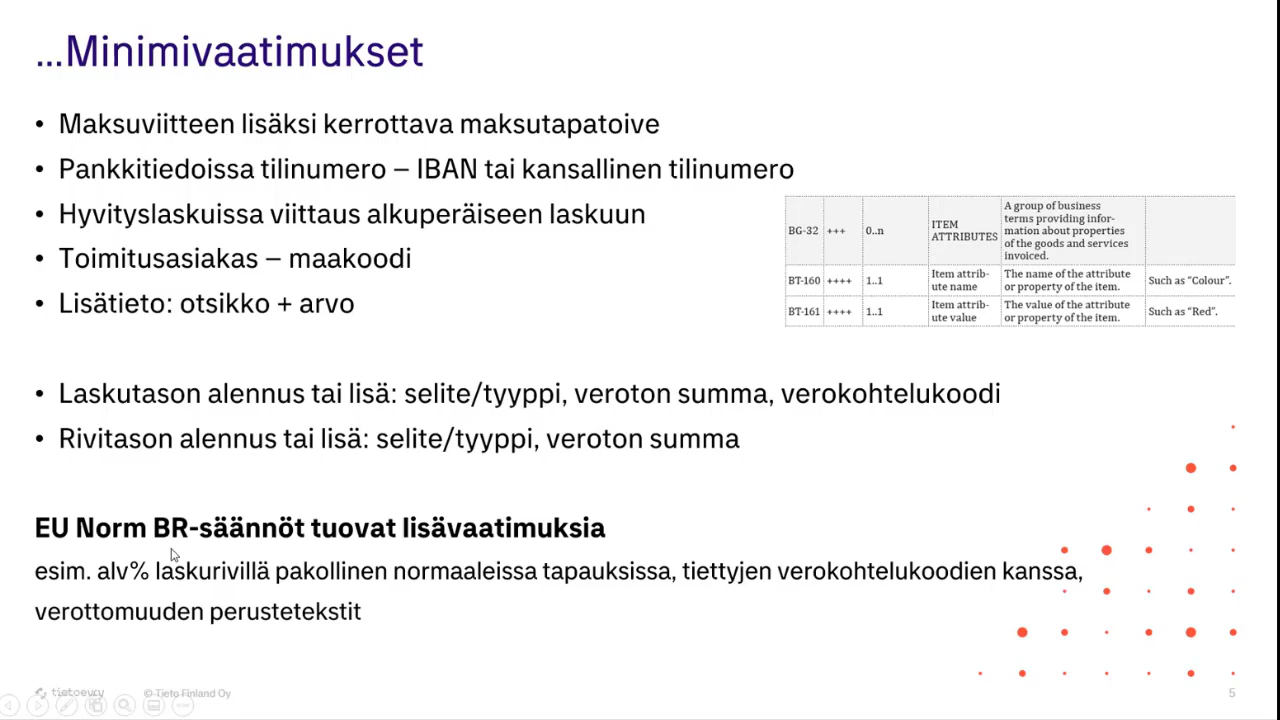 ...Minimivaatimukset
• Maksuviitteen lisäksi kerrottava maksutapatoive
• Pankkitiedoissa tilinumero – IBAN tai kansallinen tilinumero
• Hyvityslaskuissa viittaus alkuperäiseen laskuun
• Toimitusasiakas – maakoodi
• Lisätieto: otsikko + arvo
BG-32 +++ 0..n ITEM ATTRIBUTES A group of business terms providing infor-mation about properties of the goods and services invoiced.
BT-160 ++++ 1..1 Item attrib-ute name The name of the attribute or property of the item. Such as “Colour”.
BT-161 ++++ 1..1 Item attrib-ute value The value of the attribute or property of the item. Such as “Red”.
• Laskutason alennus tai lisä: selite/tyyppi, veroton summa, verokohtelukoodi
• Rivitason alennus tai lisä: selite/tyyppi, veroton summa
EU Norm BR-säännöt tuovat lisävaatimuksia
esim. alv% laskurivillä pakollinen normaaleissa tapauksissa, tiettyjen verokohtelukoodien kanssa,
verottomuuden perustetekstit
tietoevry © Tieto Finland Oy 5